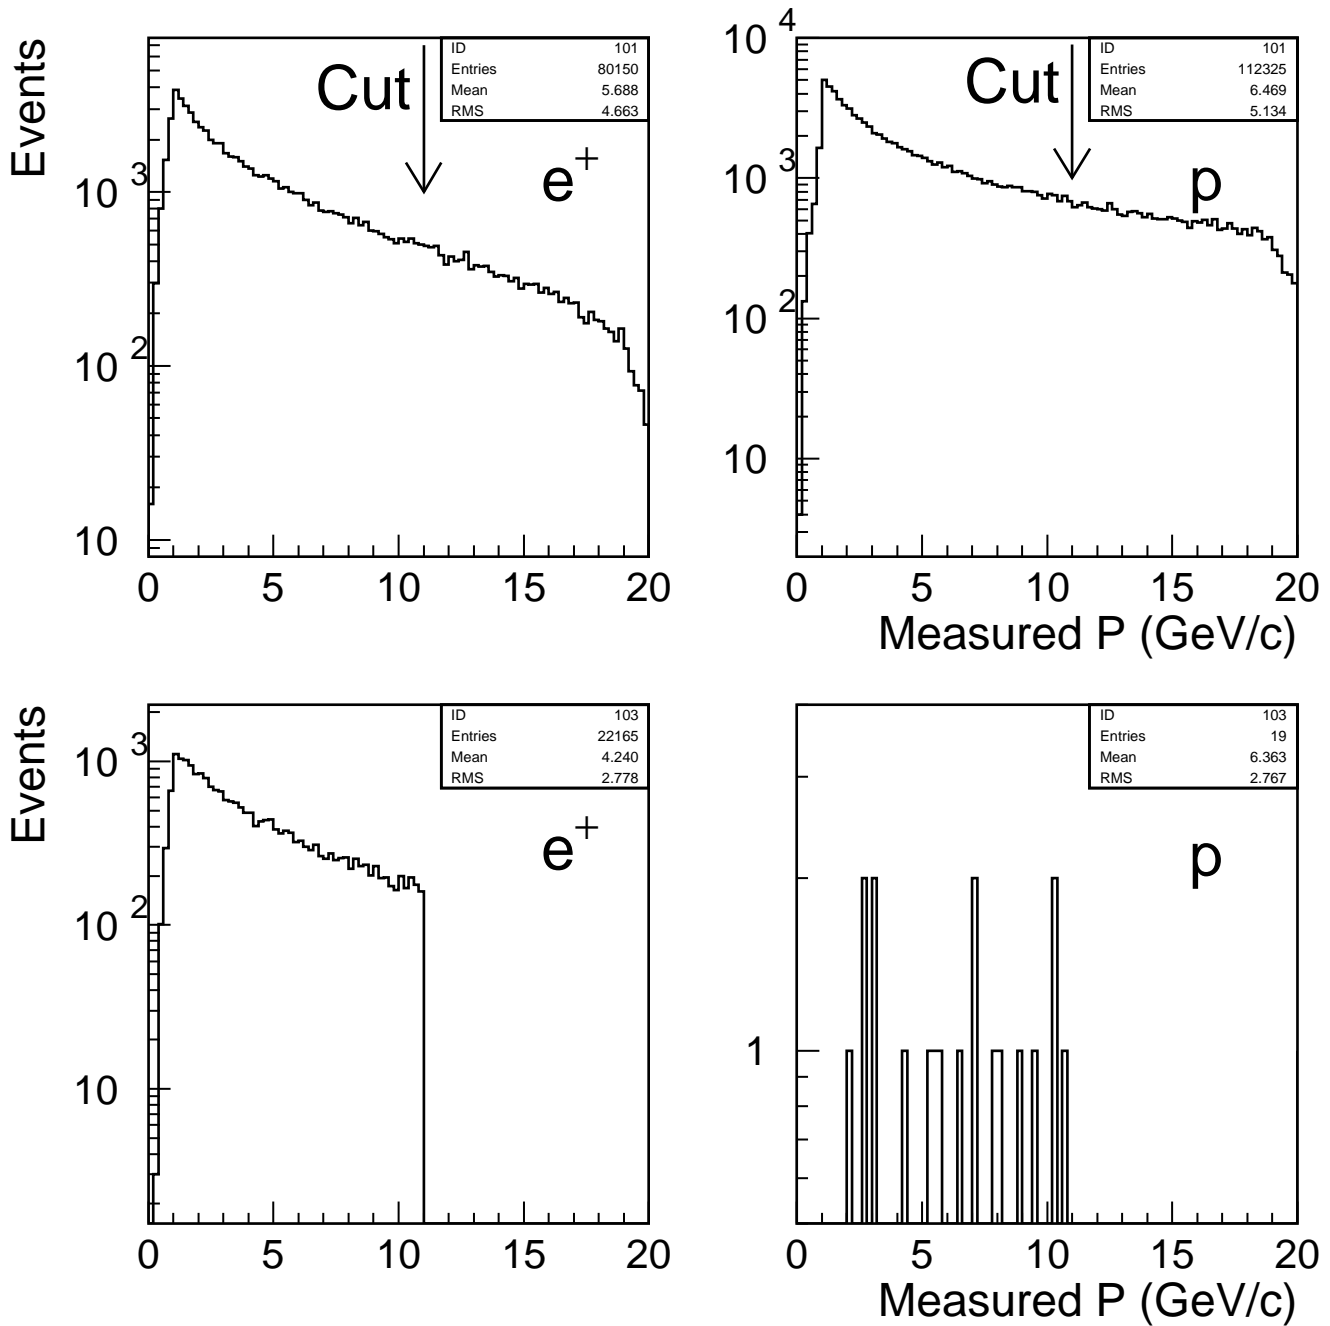 Events
Cut
ID 101
Entries 80150
Mean 5.688
RMS 4.663
e+
10 3
10 2
10
0 5 10 15 20
Cut
ID 101
Entries 112325
Mean 6.469
RMS 5.134
p
10 4
10 3
10 2
10
0 5 10 15 20
Measured P (GeV/c)
Events
ID 103
Entries 22165
Mean 4.240
RMS 2.778
e+
10 3
10 2
10
0 5 10 15 20
ID 103
Entries 19
Mean 6.363
RMS 2.767
p
1
0 5 10 15 20
Measured P (GeV/c)